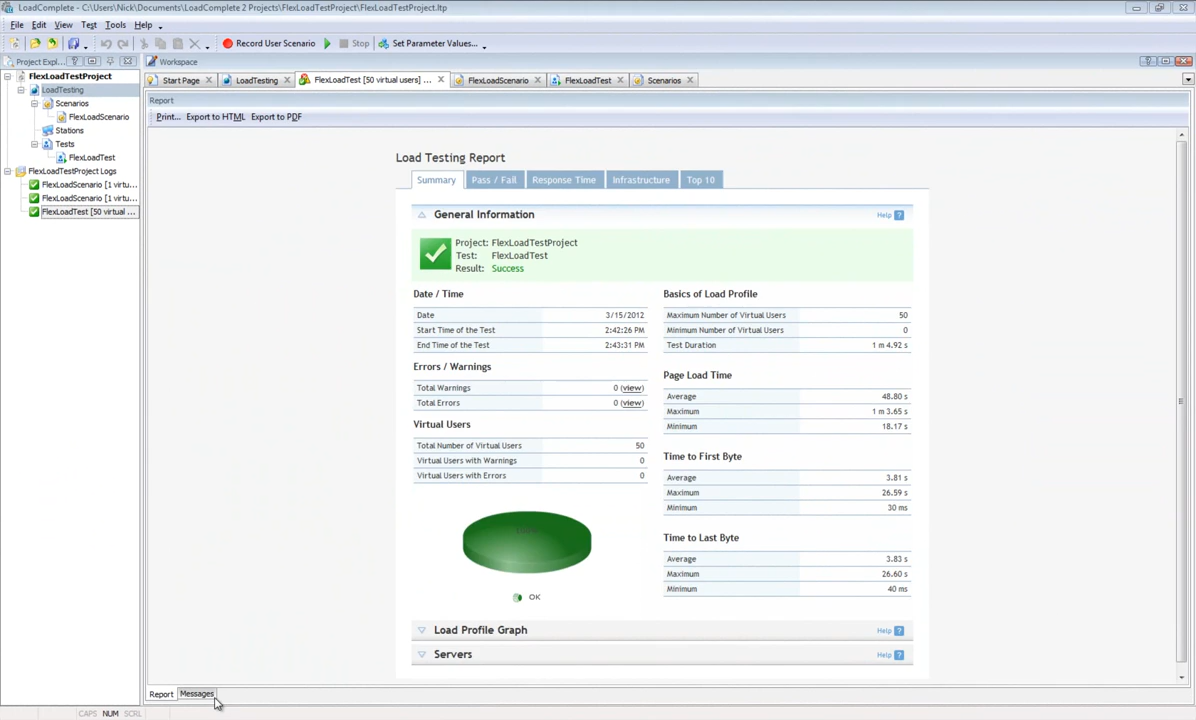 LoadComplete - C:\Users\Nick\Documents\LoadComplete 2 Projects\FlexLoadTestProject\FlexLoadTestProject.ltp
File Edit View Test Tools Help
Record User Scenario Stop Set Parameter Values...
Project Expl...
Workspace
FlexLoadTestProject
LoadTesting
Scenarios
FlexLoadScenario
Stations
Tests
FlexLoadTest
FlexLoadTestProject Logs
FlexLoadScenario [1 virtu...
FlexLoadScenario [1 virtu...
FlexLoadTest [50 virtual ...
Start Page LoadTesting FlexLoadTest [50 virtual users] ... FlexLoadScenario FlexLoadTest Scenarios
Report
Print... Export to HTML Export to PDF
Load Testing Report
Summary Pass / Fail Response Time Infrastructure Top 10
General Information Help ?
Project: FlexLoadTestProject
Test: FlexLoadTest
Result: Success
Date / Time
Date 3/15/2012
Start Time of the Test 2:42:26 PM
End Time of the Test 2:43:31 PM
Errors / Warnings
Total Warnings 0 (view)
Total Errors 0 (view)
Virtual Users
Total Number of Virtual Users 50
Virtual Users with Warnings 0
Virtual Users with Errors 0
OK
Basics of Load Profile
Maximum Number of Virtual Users 50
Minimum Number of Virtual Users 0
Test Duration 1 m 4.92 s
Page Load Time
Average 48.80 s
Maximum 1 m 3.65 s
Minimum 18.17 s
Time to First Byte
Average 3.81 s
Maximum 26.59 s
Minimum 30 ms
Time to Last Byte
Average 3.83 s
Maximum 26.60 s
Minimum 40 ms
Load Profile Graph Help ?
Servers Help ?
Report Messages
CAPS NUM SCRL